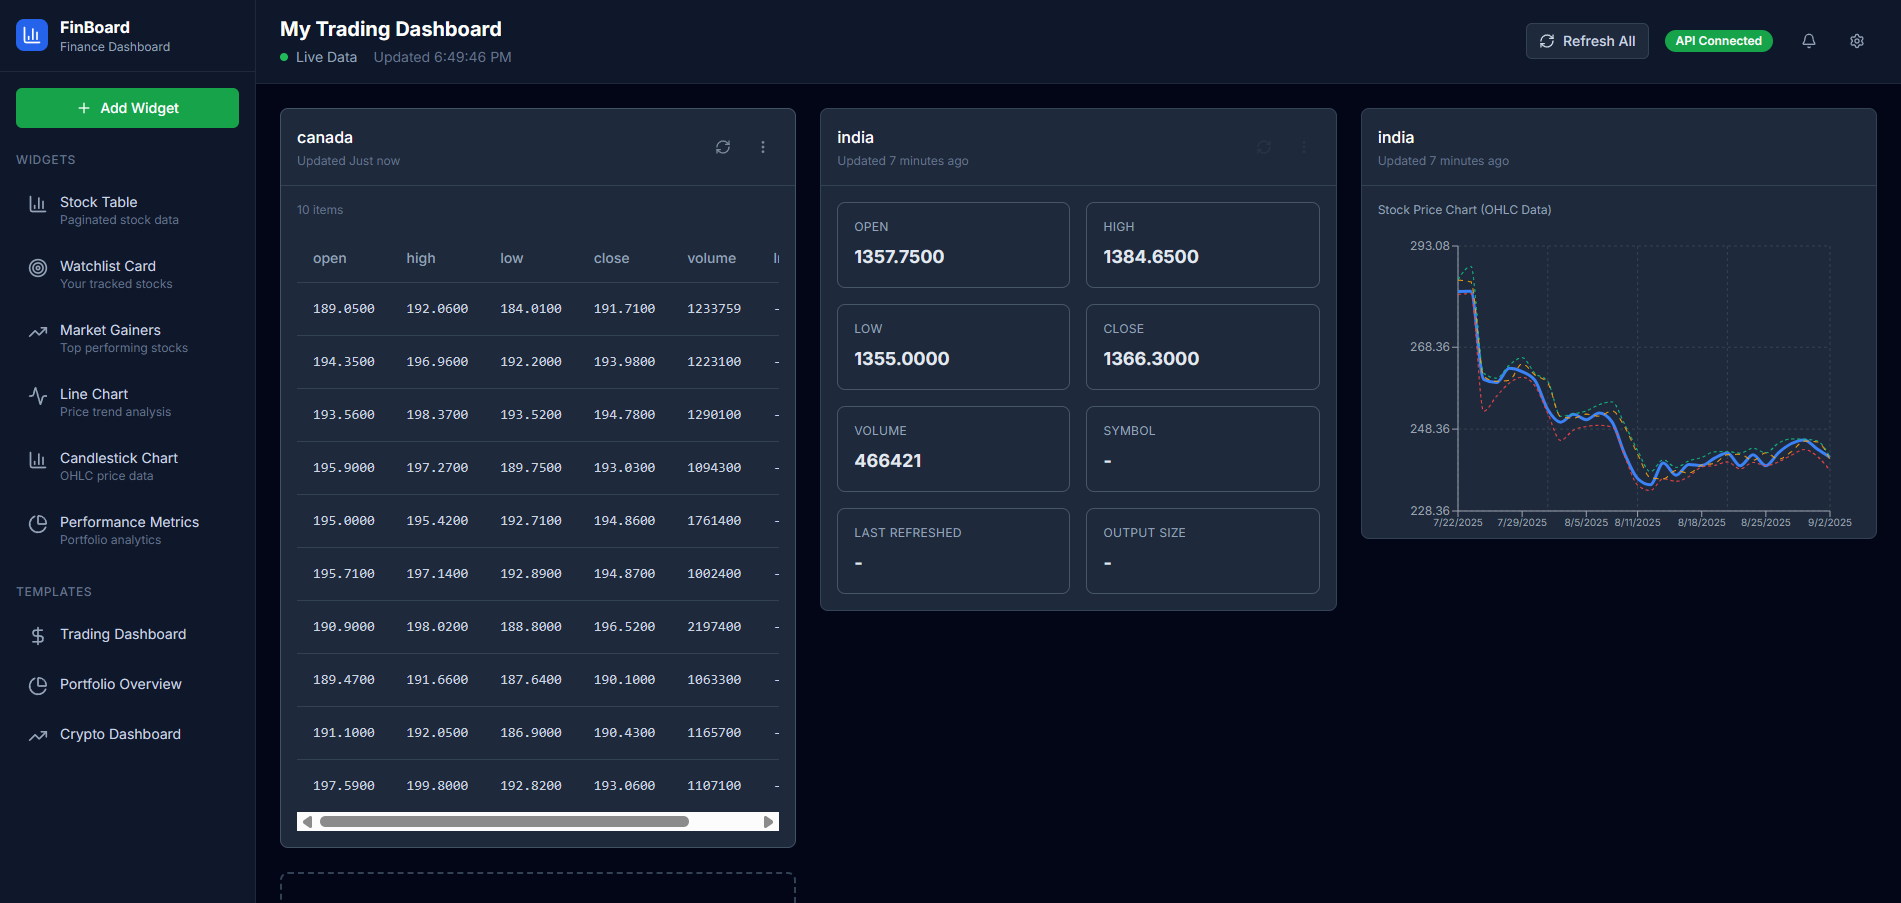 FinBoard
Finance Dashboard
Add Widget
WIDGETS
Stock Table
Paginated stock data
Watchlist Card
Your tracked stocks
Market Gainers
Top performing stocks
Line Chart
Price trend analysis
Candlestick Chart
OHLC price data
Performance Metrics
Portfolio analytics
TEMPLATES
Trading Dashboard
Portfolio Overview
Crypto Dashboard
My Trading Dashboard
Live Data Updated 6:49:46 PM
Refresh All
API Connected
canada
Updated Just now
10 items
open high low close volume
189.0500 192.0600 184.0100 191.7100 1233759 -
194.3500 196.9600 192.2000 193.9800 1223100 -
193.5600 198.3700 193.5200 194.7800 1290100 -
195.9000 197.2700 189.7500 193.0300 1094300 -
195.0000 195.4200 192.7100 194.8600 1761400 -
195.7100 197.1400 192.8900 194.8700 1002400 -
190.9000 198.0200 188.8000 196.5200 2197400 -
189.4700 191.6600 187.6400 190.1000 1063300 -
191.1000 192.0500 186.9000 190.4300 1165700 -
197.5900 199.8000 192.8200 193.0600 1107100 -
india
Updated 7 minutes ago
OPEN
1357.7500
HIGH
1384.6500
LOW
1355.0000
CLOSE
1366.3000
VOLUME
466421
SYMBOL
-
LAST REFRESHED
-
OUTPUT SIZE
-
india
Updated 7 minutes ago
Stock Price Chart (OHLC Data)
293.08
268.36
248.36
228.36
7/22/2025 7/29/2025 8/5/2025 8/11/2025 8/18/2025 8/25/2025 9/2/2025